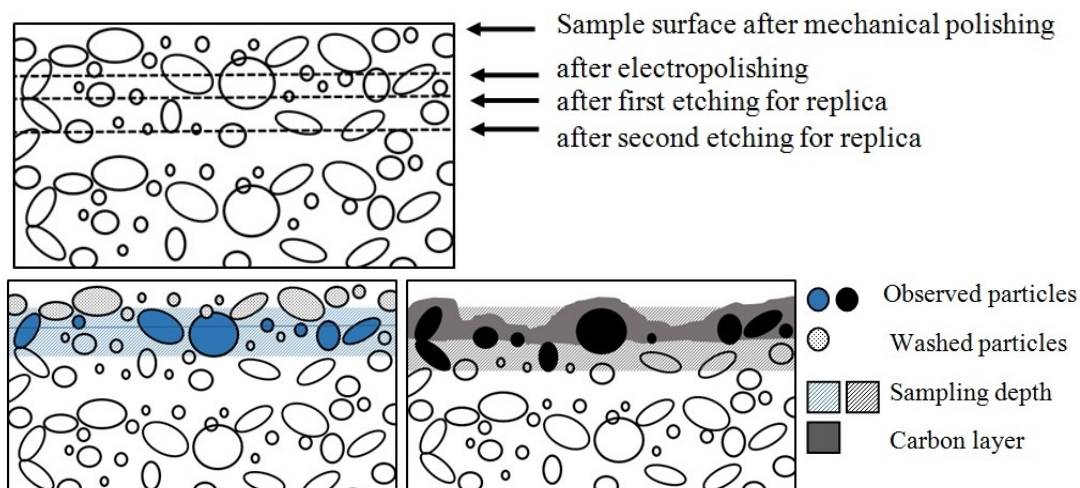 Sample surface after mechanical polishing
after electropolishing
after first etching for replica
after second etching for replica
Observed particles
Washed particles
Sampling depth
Carbon layer